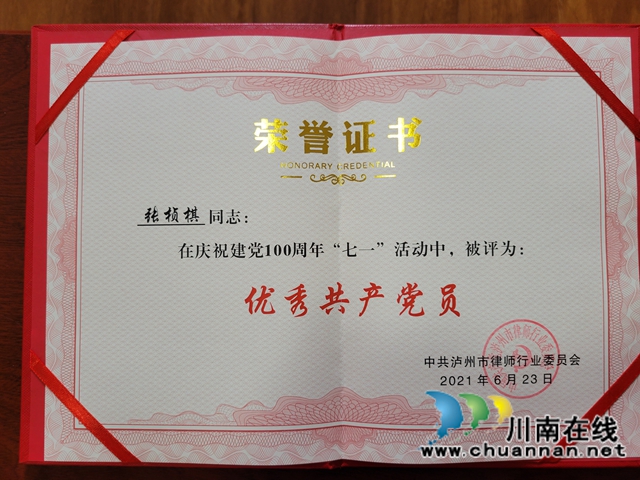 荣誉证书
HONORARY CREDENTIAL
张桢棋同志：
在庆祝建党100周年“七一”活动中，被评为：
优秀共产党员
中共泸州市律师行业委员会
2021年6月23日
川南在线
www.chuannan.net